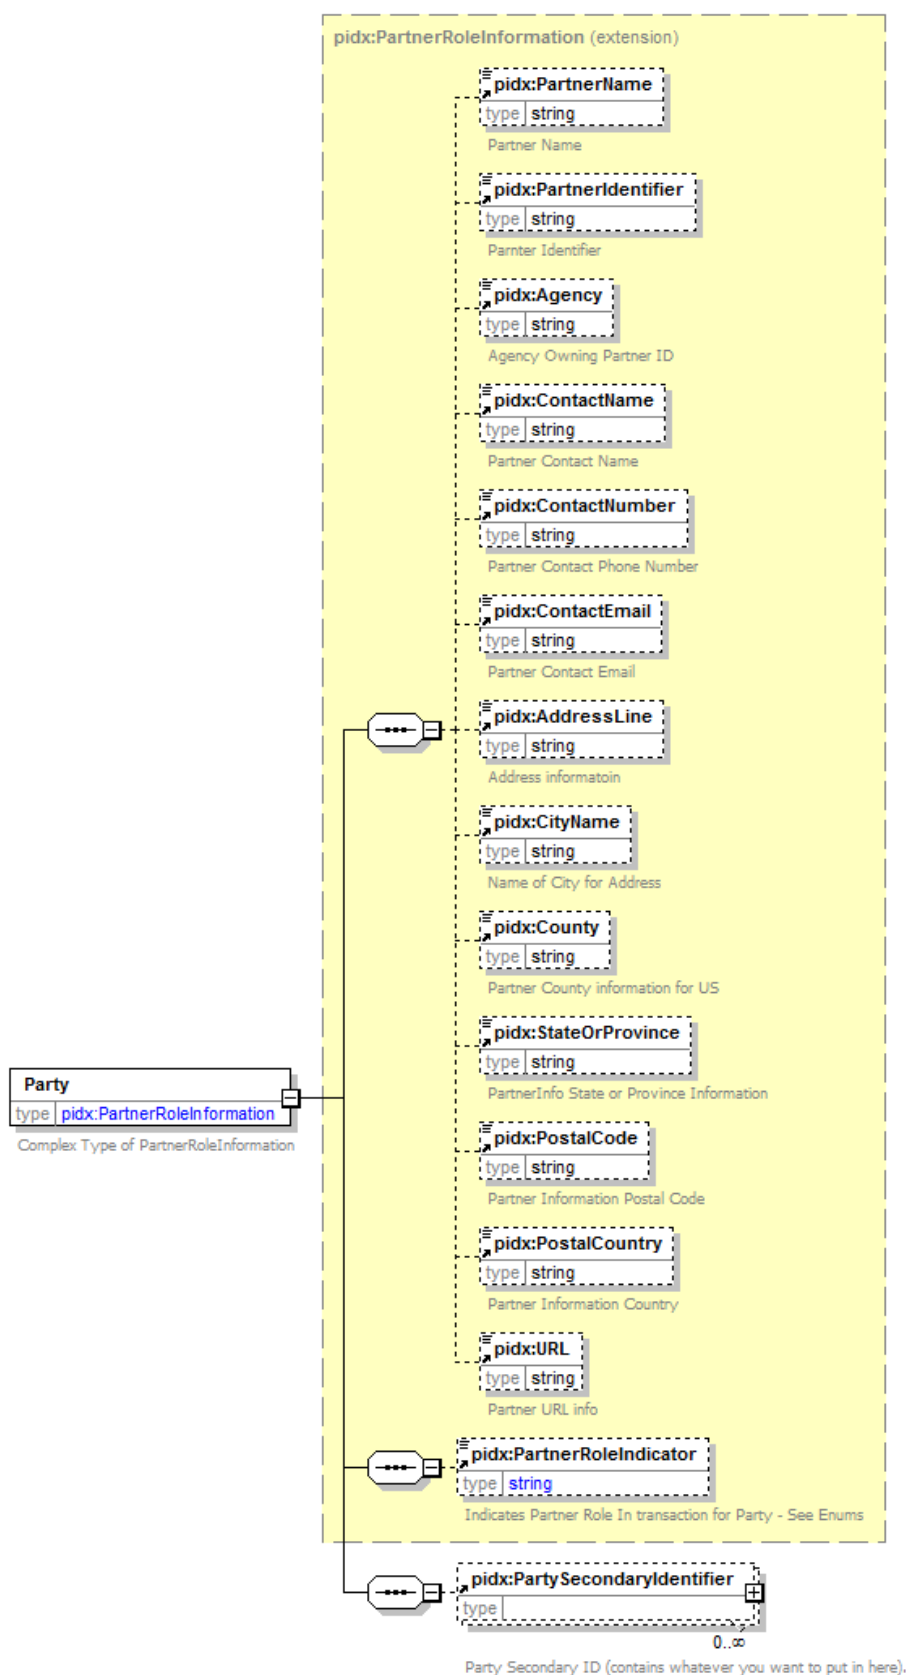 pidx:PartnerRoleInformation (extension)
pidx:PartnerName
type string
Partner Name
pidx:PartnerIdentifier
type string
Parnter Identifier
pidx:Agency
type string
Agency Owning Partner ID
pidx:ContactName
type string
Partner Contact Name
pidx:ContactNumber
type string
Partner Contact Phone Number
pidx:ContactEmail
type string
Partner Contact Email
pidx:AddressLine
type string
Address informatoin
pidx:CityName
type string
Name of City for Address
pidx:County
type string
Partner County information for US
pidx:StateOrProvince
type string
PartnerInfo State or Province Information
Party
type pidx:PartnerRoleInformation
Complex Type of PartnerRoleInformation
pidx:PostalCode
type string
Partner Information Postal Code
pidx:PostalCountry
type string
Partner Information Country
pidx:URL
type string
Partner URL info
pidx:PartnerRoleIndicator
type string
Indicates Partner Role In transaction for Party - See Enums
pidx:PartySecondaryIdentifier
type
0..∞
Party Secondary ID (contains whatever you want to put in here).